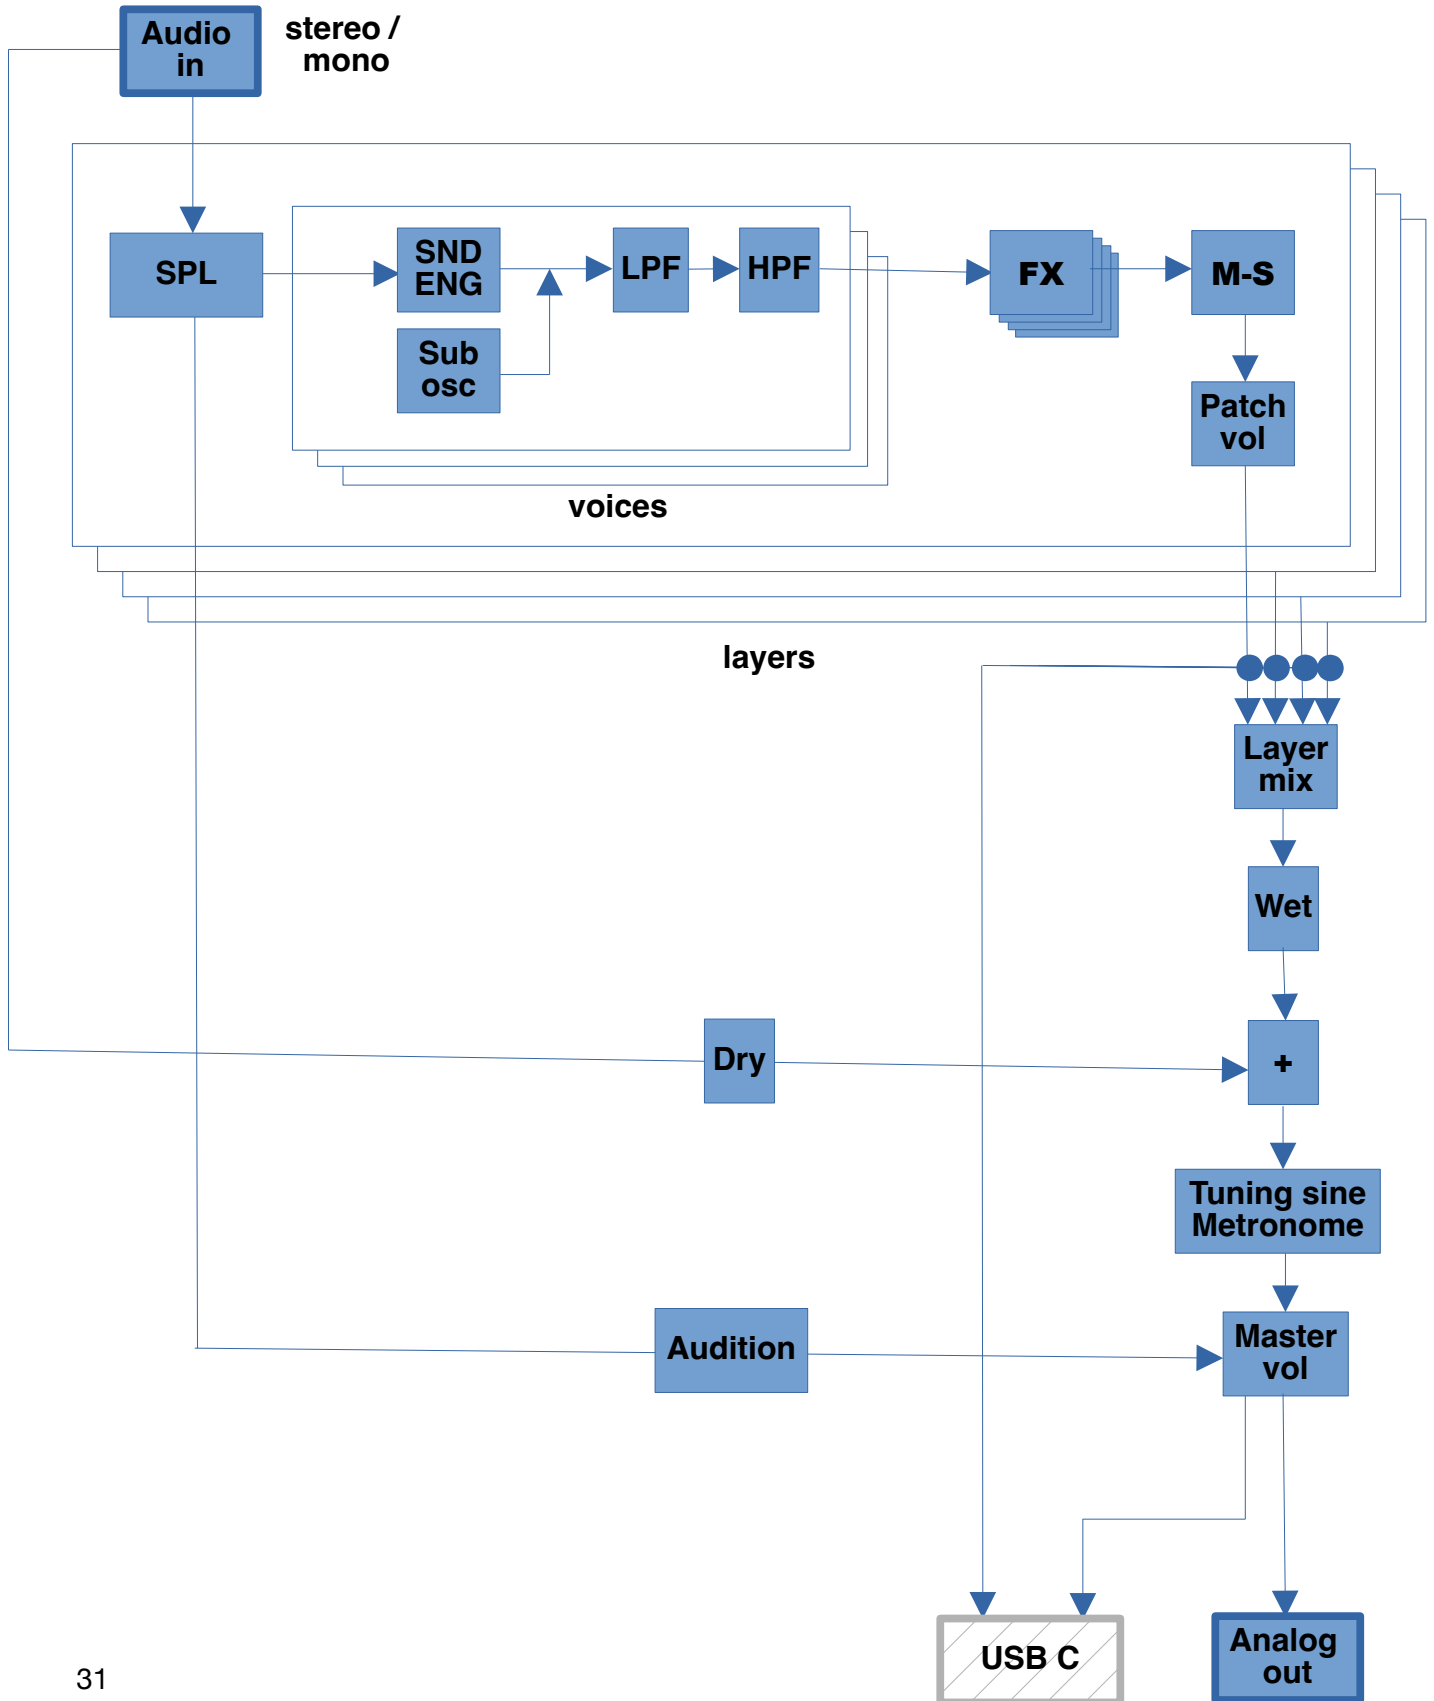 Audio
in
stereo /
mono
SPL
SND
ENG
LPF
HPF
FX
M-S
Sub
osc
Patch
vol
voices
layers
Layer
mix
Wet
Dry
+
Tuning sine
Metronome
Audition
Master
vol
USB C
Analog
out
31